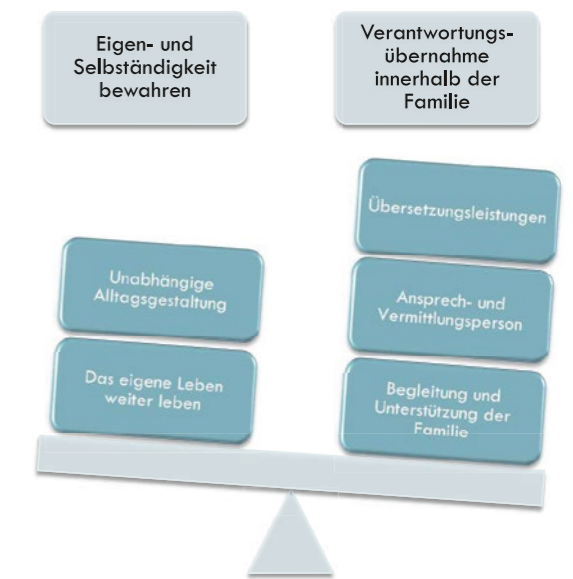 Eigen- und
Selbständigkeit
bewahren
Verantwortungs-
übernahme
innerhalb der
Familie
Unabhängige
Alltagsgestaltung
Das eigene Leben
weiter leben
Übersetzungsleistungen
Ansprech- und
Vermittlungsperson
Begleitung und
Unterstützung der
Familie